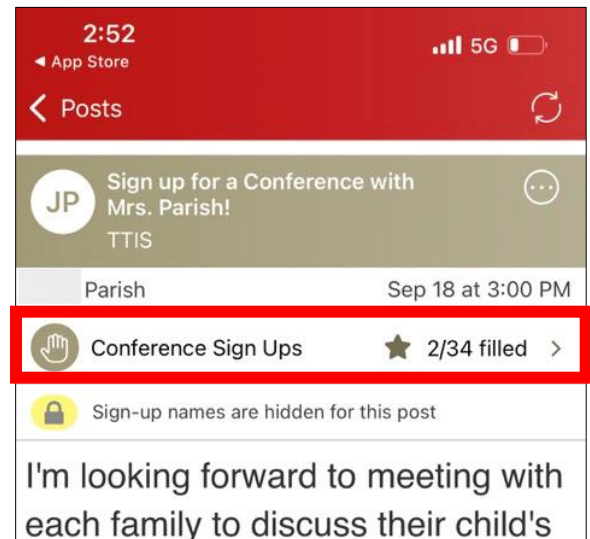 2:52
5G
◀ App Store
Posts
JP
Sign up for a Conference with
Mrs. Parish!
TTIS
Parish
Sep 18 at 3:00 PM
Conference Sign Ups
2/34 filled
Sign-up names are hidden for this post
I'm looking forward to meeting with
each family to discuss their child's